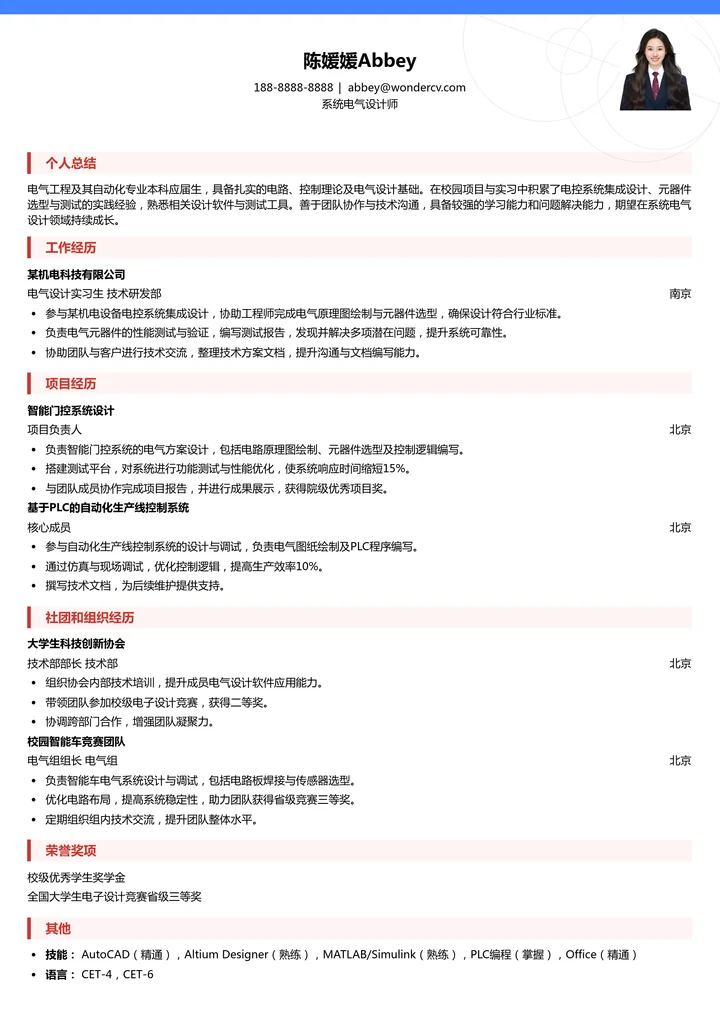 陈媛媛Abbey
188-8888-8888 | abbey@wondercv.com
系统电气设计师
个人总结
电气工程及其自动化专业本科应届生，具备扎实的电路、控制理论及电气设计基础。在校园项目与实习中积累了电控系统集成设计、元器件
选型与测试的实践经验，熟悉相关设计软件与测试工具。善于团队协作与技术沟通，具备较强的学习能力和问题解决能力，期望在系统电气
设计领域持续成长。
工作经历
某机电科技有限公司
电气设计实习生 技术研发部 南京
• 参与某机电设备电控系统集成设计，协助工程师完成电气原理图绘制与元器件选型，确保设计符合行业标准。
• 负责电气元器件的性能测试与验证，编写测试报告，发现并解决多项潜在问题，提升系统可靠性。
• 协助团队与客户进行技术交流，整理技术方案文档，提升沟通与文档编写能力。
项目经历
智能门控系统设计
项目负责人 北京
• 负责智能门控系统的电气方案设计，包括电路原理图绘制、元器件选型及控制逻辑编写。
• 搭建测试平台，对系统进行功能测试与性能优化，使系统响应时间缩短15%。
• 与团队成员协作完成项目报告，并进行成果展示，获得院级优秀项目奖。
基于PLC的自动化生产线控制系统
核心成员 北京
• 参与自动化生产线控制系统的设计与调试，负责电气图纸绘制及PLC程序编写。
• 通过仿真与现场调试，优化控制逻辑，提高生产效率10%。
• 撰写技术文档，为后续维护提供支持。
社团和组织经历
大学生科技创新协会
技术部部长 技术部 北京
• 组织协会内部技术培训，提升成员电气设计软件应用能力。
• 带领团队参加校级电子设计竞赛，获得二等奖。
• 协调跨部门合作，增强团队凝聚力。
校园智能车竞赛团队
电气组组长 电气组 北京
• 负责智能车电气系统设计与调试，包括电路板焊接与传感器选型。
• 优化电路布局，提高系统稳定性，助力团队获得省级竞赛三等奖。
• 定期组织组内技术交流，提升团队整体水平。
荣誉奖项
校级优秀学生奖学金
全国大学生电子设计竞赛省级三等奖
其他
• 技能： AutoCAD（精通），Altium Designer（熟练），MATLAB/Simulink（熟练），PLC编程（掌握），Office（精通）
• 语言： CET-4，CET-6